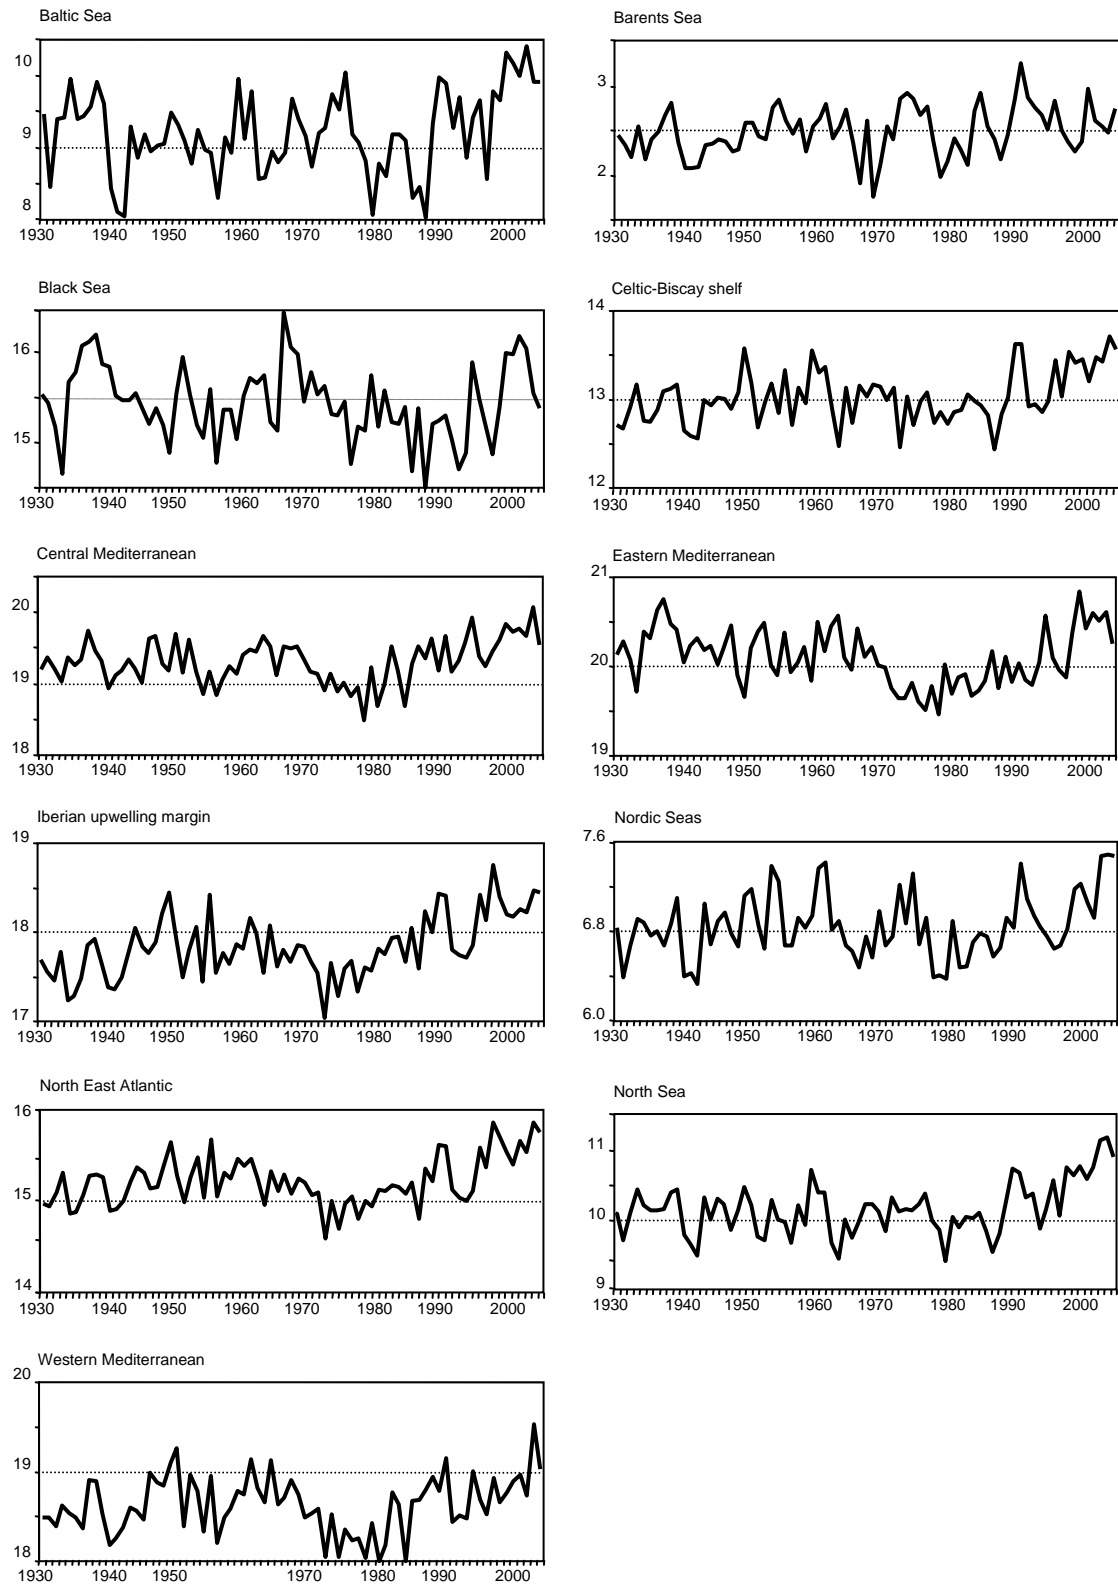 Baltic Sea
10
9
8
1930 1940 1950 1960 1970 1980 1990 2000
Barents Sea
3
2
1930 1940 1950 1960 1970 1980 1990 2000
Black Sea
16
15
1930 1940 1950 1960 1970 1980 1990 2000
Celtic-Biscay shelf
14
13
12
1930 1940 1950 1960 1970 1980 1990 2000
Central Mediterranean
20
19
18
1930 1940 1950 1960 1970 1980 1990 2000
Eastern Mediterranean
21
20
19
1930 1940 1950 1960 1970 1980 1990 2000
Iberian upwelling margin
19
18
17
1930 1940 1950 1960 1970 1980 1990 2000
Nordic Seas
7.6
6.8
6.0
1930 1940 1950 1960 1970 1980 1990 2000
North East Atlantic
16
15
14
1930 1940 1950 1970 1980 1990 2000
North Sea
11
10
9
1930 1940 1950 1960 1970 1980 1990 2000
Western Mediterranean
20
19
18
1930 1940 1950 1970 1980 1990 2000